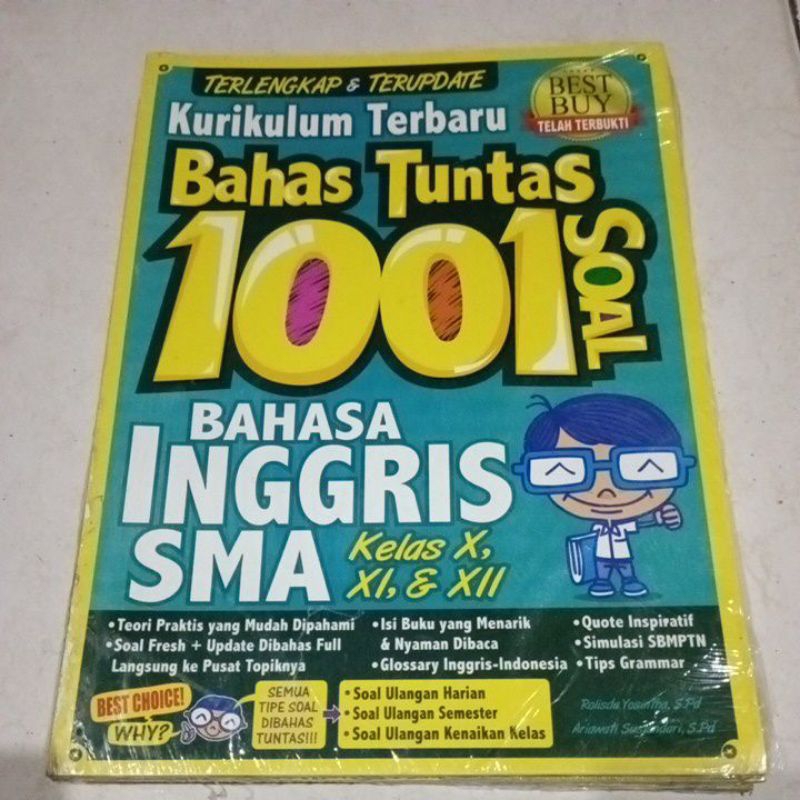 TERLENGKAP & TERUPDATE
BEST
BUY
TELAH TERBUKTI
Kurikulum Terbaru
Bahas Tuntas
1001
SOAL
BAHASA
INGGRIS
SMA
Kelas X,
XI, & XII
•Teori Praktis yang Mudah Dipahami
•Soal Fresh + Update Dibahas Full
Langsung ke Pusat Topiknya
•Isi Buku yang Menarik
& Nyaman Dibaca
•Glossary Inggris-Indonesia
•Quote Inspiratif
•Simulasi SBMPTN
•Tips Grammar
BEST CHOICE!
WHY?
SEMUA
TIPE SOAL
DIBAHAS
TUNTAS!!!
•Soal Ulangan Harian
•Soal Ulangan Semester
•Soal Ulangan Kenaikan Kelas
S.Pd
Ariawati S.Pd